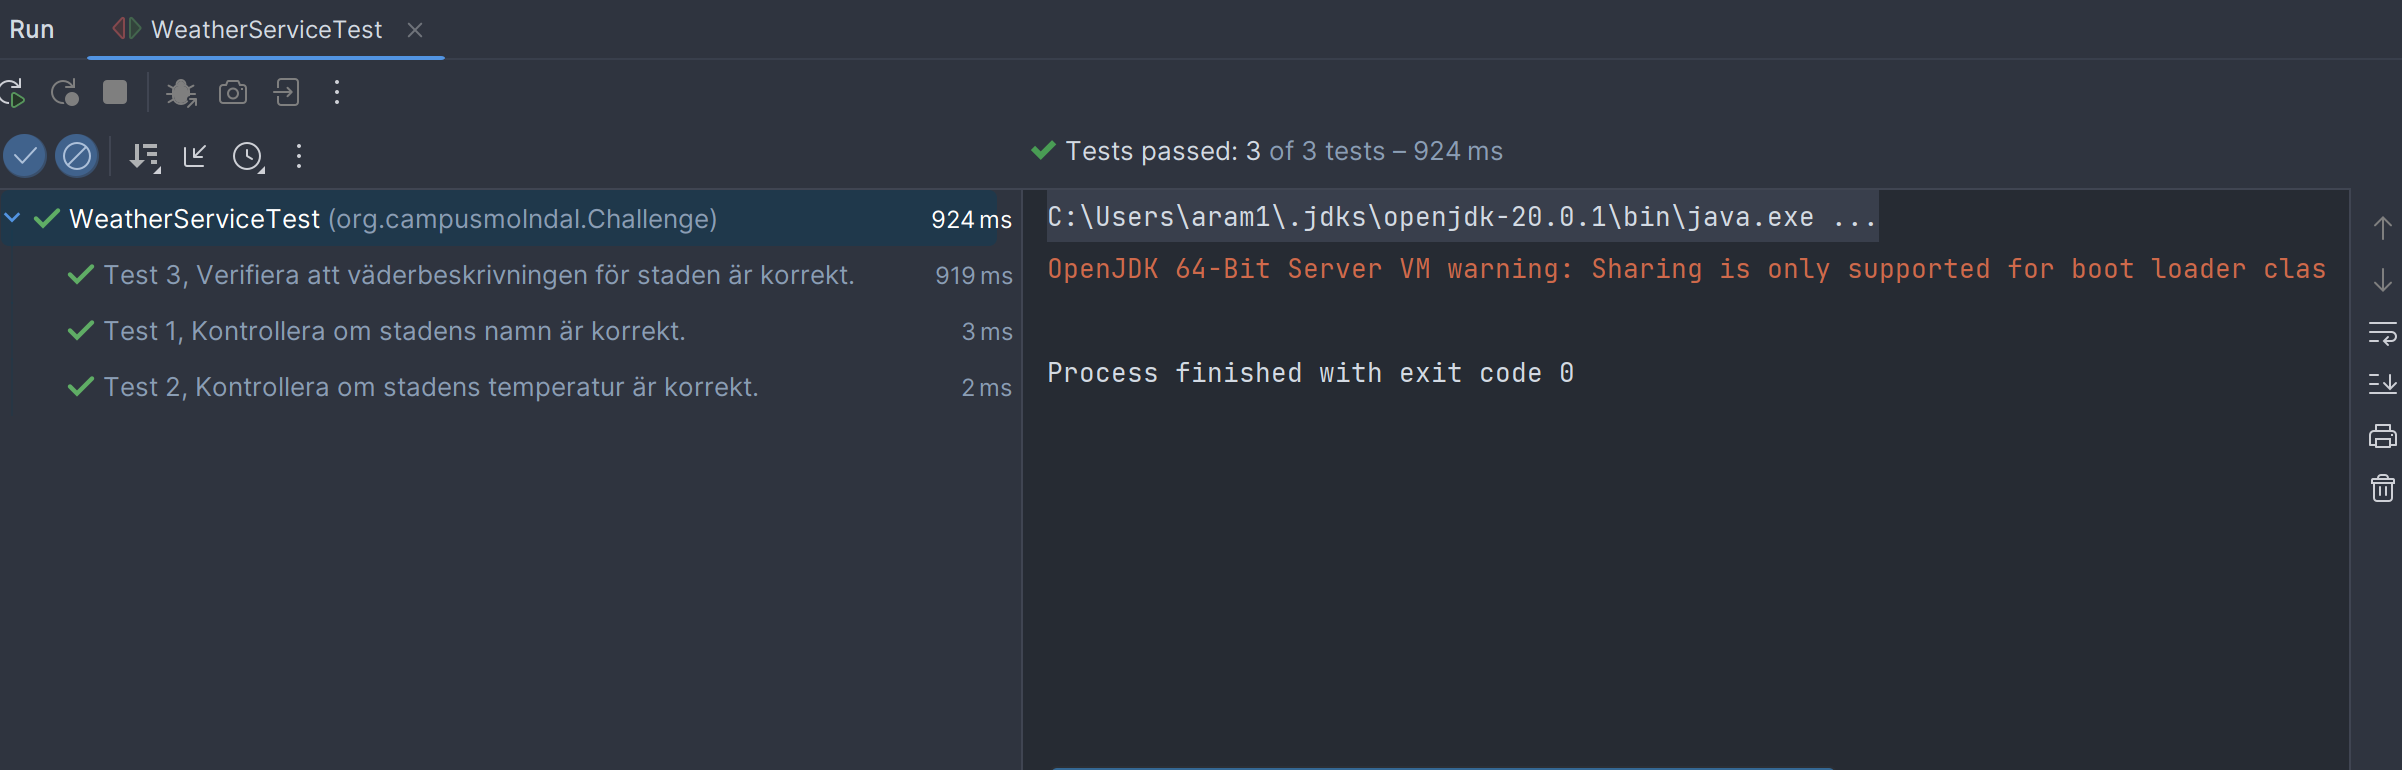 Run WeatherServiceTest
Tests passed: 3 of 3 tests – 924 ms
WeatherServiceTest (org.campusmolndal.Challenge) 924 ms
Test 3, Verifiera att väderbeskrivningen för staden är korrekt. 919 ms
Test 1, Kontrollera om stadens namn är korrekt. 3 ms
Test 2, Kontrollera om stadens temperatur är korrekt. 2 ms
C:\Users\aram1\.jdks\openjdk-20.0.1\bin\java.exe ...
OpenJDK 64-Bit Server VM warning: Sharing is only supported for boot loader clas
Process finished with exit code 0